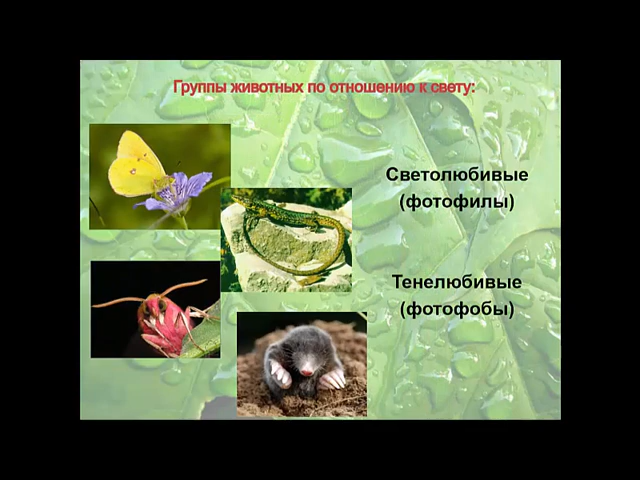 Группы животных по отношению к свету:
Светолюбивые
(фотофилы)
Тенелюбивые
(фотофобы)